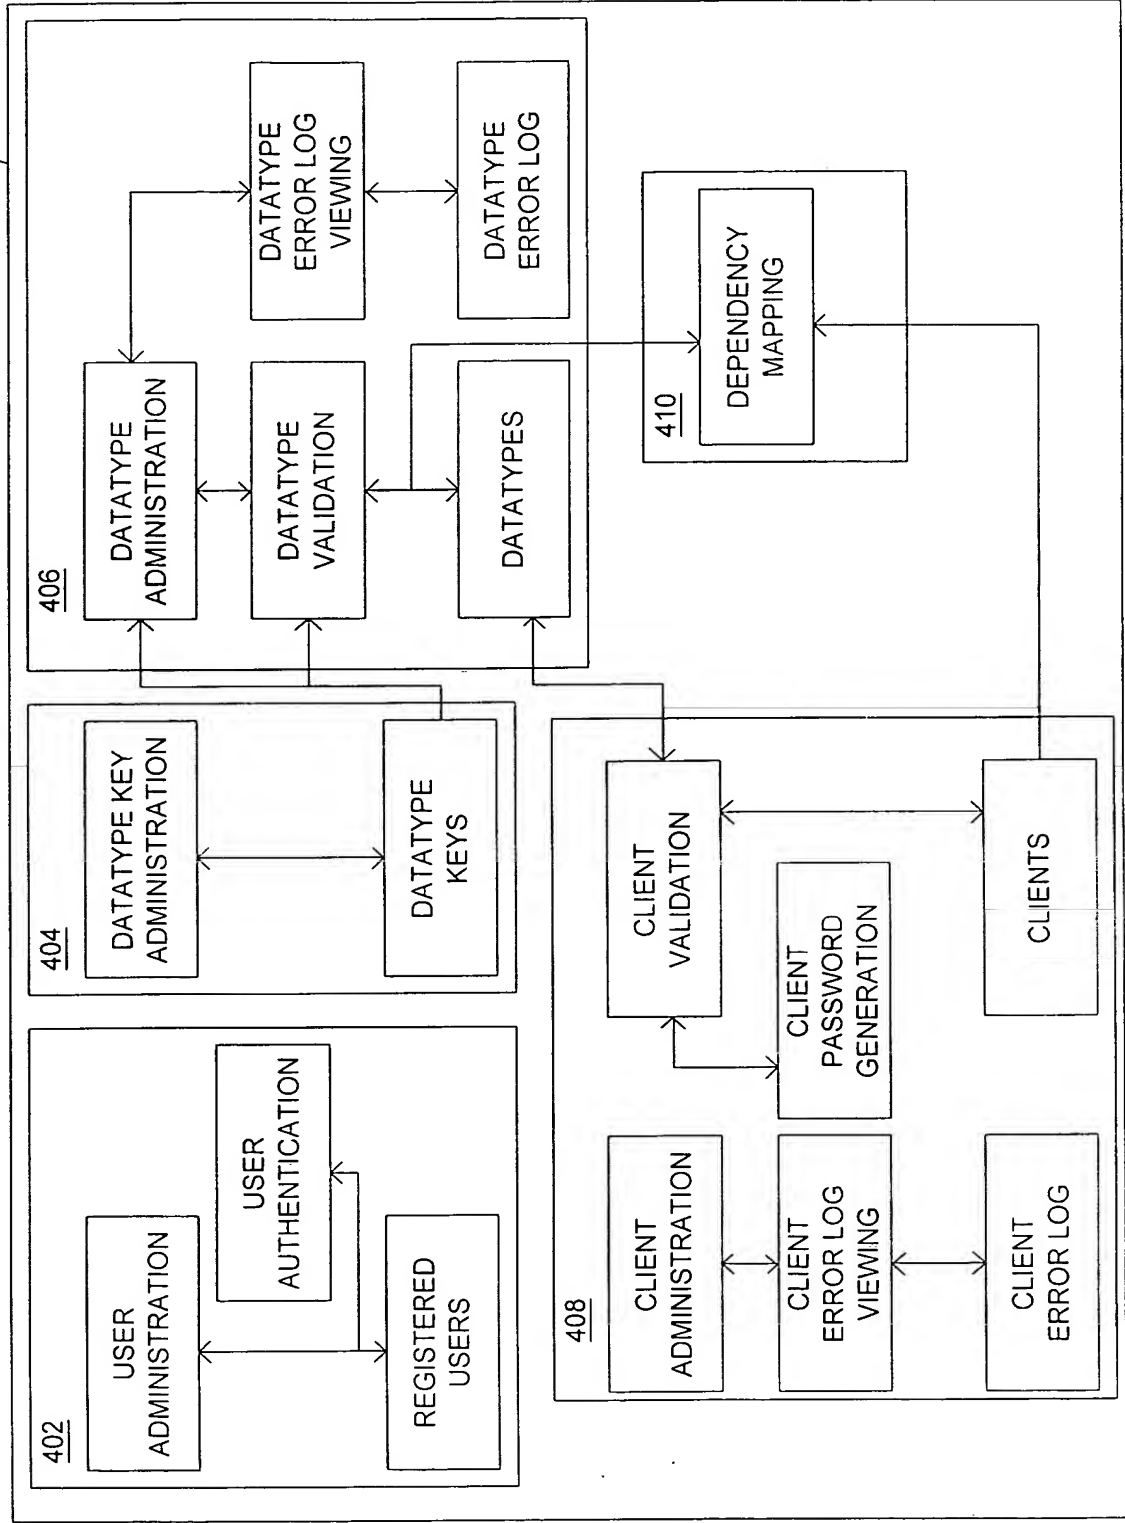 402
USER
ADMINISTRATION
USER
AUTHENTICATION
REGISTERED
USERS
404
DATATYPE KEY
ADMINISTRATION
DATATYPE
KEYS
406
DATATYPE
ADMINISTRATION
DATATYPE
VALIDATION
DATATYPES
DATATYPE
ERROR LOG
VIEWING
DATATYPE
ERROR LOG
408
CLIENT
ADMINISTRATION
CLIENT
ERROR LOG
VIEWING
CLIENT
ERROR LOG
CLIENT
VALIDATION
CLIENT
PASSWORD
GENERATION
CLIENTS
410
DEPENDENCY
MAPPING